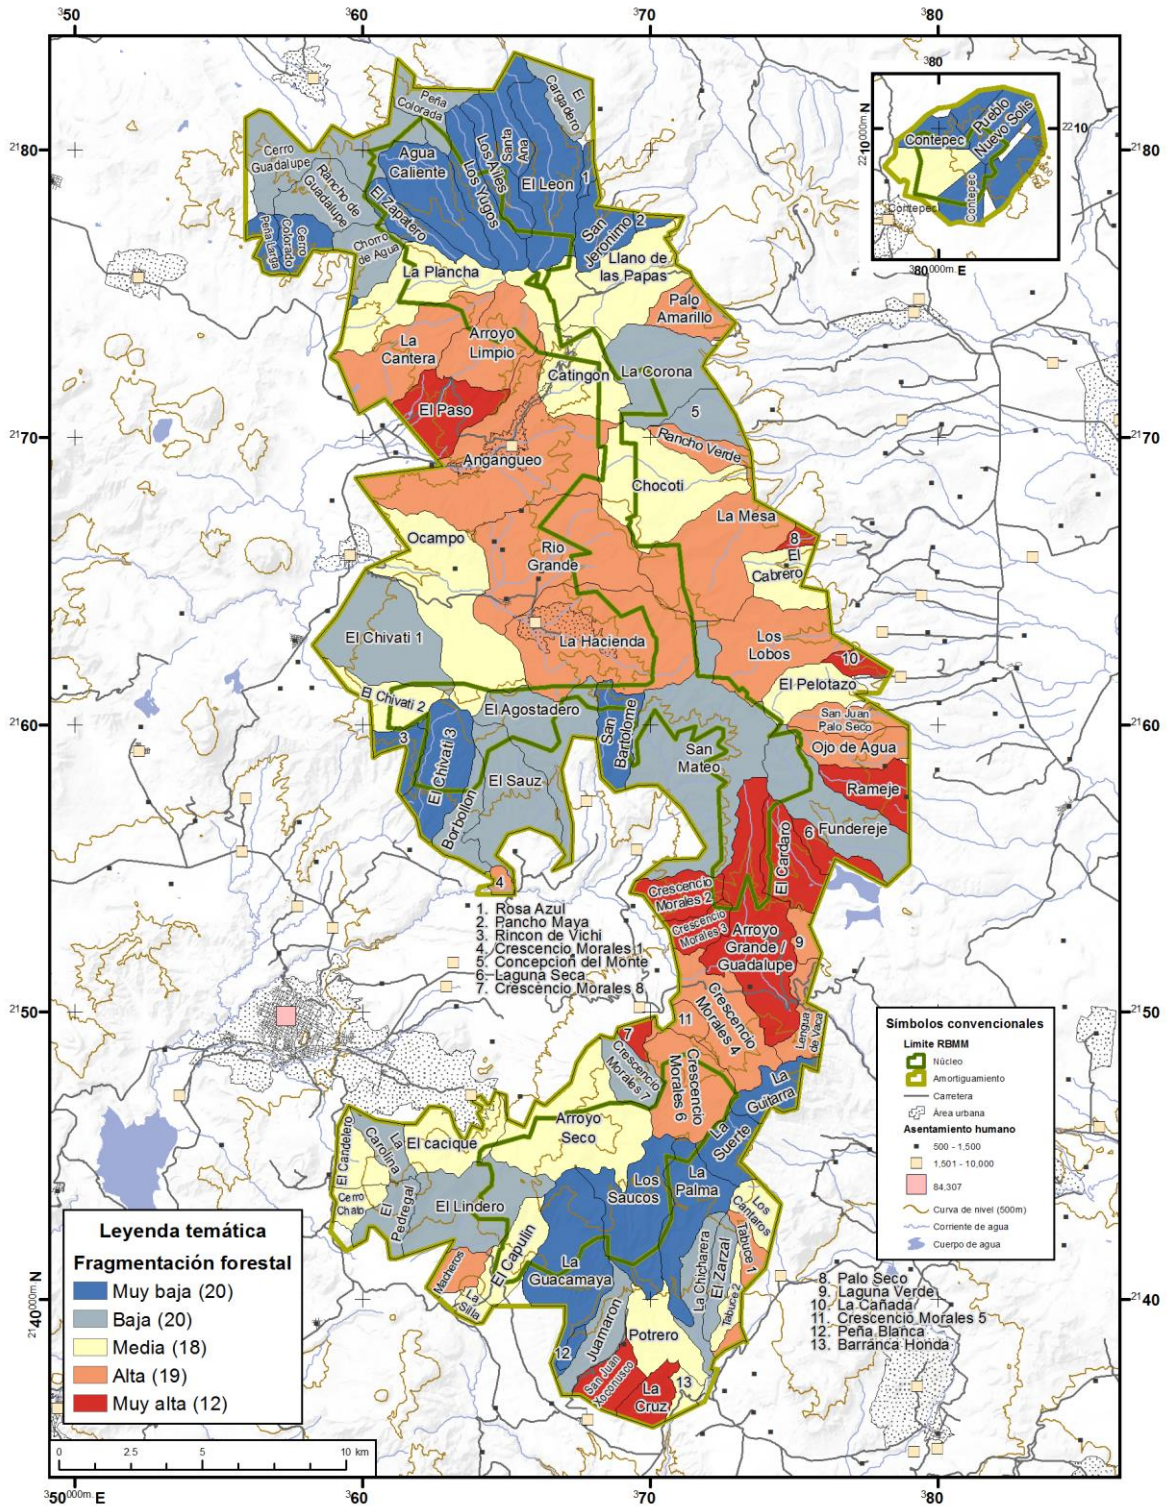 350
360
370
380
2180
2170
2160
2150
2140000m. N
350000m. E
360
370
380
2180
2170
2160
2150
2140
380
2210000m. N
2210
380000m. E
Contepec
Pueblo
Nuevo Solis
Contepec
Contepec
Peña
Colorada
El
Cargadero
Cerro
Guadalupe
Rancho de
Guadalupe
Agua
Caliente
Los Ailes
Los Yugos
Santa
Ana
El Leon
1
El Zapatero
San
Jeronimo
2
Cerro
Colorado
Peña Larga
Chorro
de Agua
La Plancha
Llano de
las Papas
Palo
Amarillo
La
Cantera
Arroyo
Limpio
Catingon
La Corona
El Paso
5
Rancho Verde
Angangueo
Chocoti
La Mesa
Ocampo
Rio
Grande
8
El
Cabrero
El Chivati 1
La Hacienda
Los
Lobos
10
El Pelotazo
El Chivati 2
El Agostadero
San
Bartolome
San Juan
Palo Seco
3
El Chivati 3
San
Mateo
Ojo de Agua
El Sauz
Rameje
Borbollon
6
Fundereje
El Cardaro
4
Crescencio
Morales 2
Crescencio
Morales 3
Arroyo
Grande /
Guadalupe
9
1. Rosa Azul
2. Pancho Maya
3. Rincon de Vichi
4. Crescencio Morales 1
5. Concepcion del Monte
6. Laguna Seca
7. Crescencio Morales 8
11
Crescencio
Morales 4
Lengua
de Vaca
7
Crescencio
Morales 7
Crescencio
Morales 6
La
Guitarra
La
Suerte
Arroyo
Seco
El cacique
El Candelero
La
Carolina
Cerro
Chato
El
Pedregal
El Lindero
Los
Saucos
La
Palma
Los
Cantaros
Macheros
El Capulin
La
Silla
La
Guacamaya
La Chicharera
El Zarzal
Tabuce 1
Tabuce 2
Juamaron
Potrero
12
San Juan
Xoconusco
La
Cruz
13
Símbolos convencionales
Limite RBMM
Núcleo
Amortiguamiento
Carretera
Área urbana
Asentamiento humano
500 - 1,500
1,501 - 10,000
84,307
Curva de nivel (500m)
Corriente de agua
Cuerpo de agua
8. Palo Seco
9. Laguna Verde
10. La Cañada
11. Crescencio Morales 5
12. Peña Blanca
13. Barranca Honda
Leyenda temática
Fragmentación forestal
Muy baja (20)
Baja (20)
Media (18)
Alta (19)
Muy alta (12)
0 2.5 5 10 km